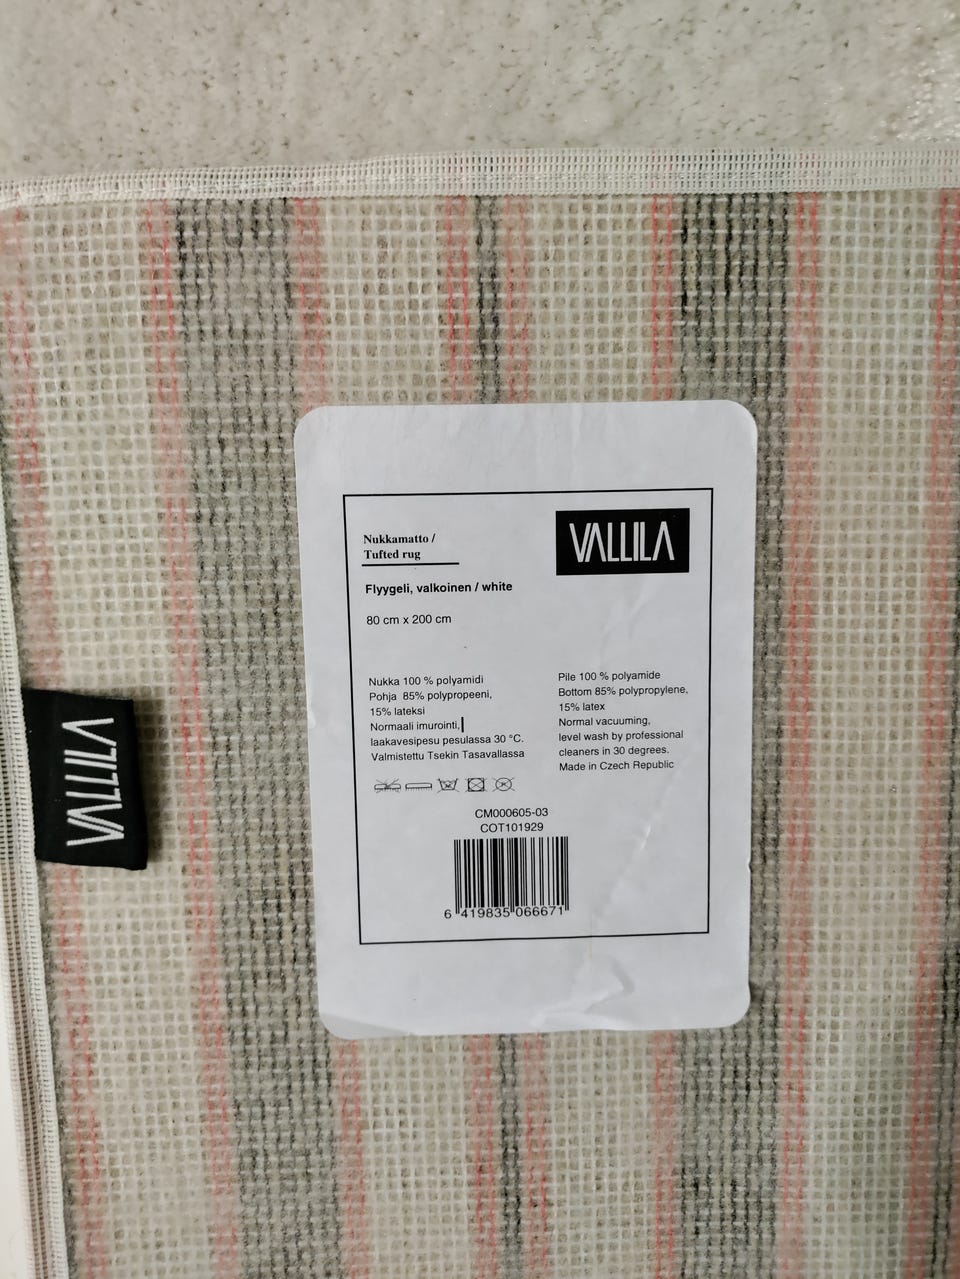 Nukkamatto /
Tufted rug
VALLILA
Flyygeli, valkoinen / white
80 cm x 200 cm
Nukka 100 % polyamidi
Pohja 85% polypropeeni,
15% lateksi
Normaali imurointi,
laakavesipesu pesulassa 30 °C.
Valmistettu Tsekin Tasavallassa
Pile 100 % polyamide
Bottom 85% polypropylene,
15% latex
Normal vacuuming,
level wash by professional
cleaners in 30 degrees.
Made in Czech Republic
CM000605-03
COT101929
6 419835 066671
VALLILA